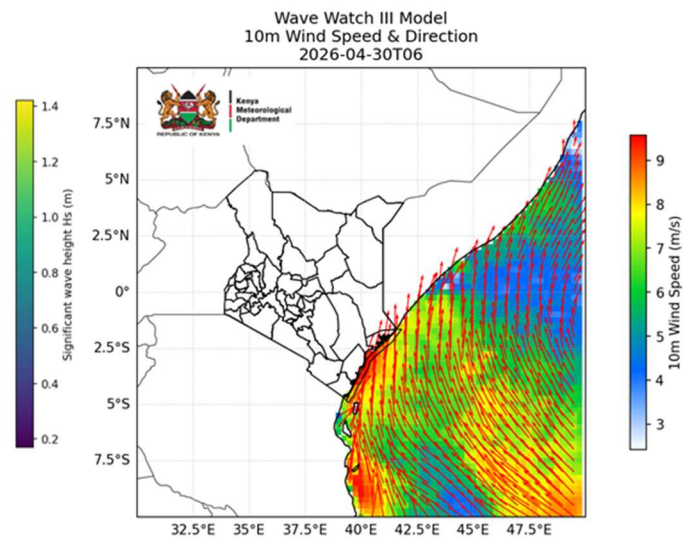 Wave Watch III Model
10m Wind Speed & Direction
2026-04-30T06
REPUBLIC OF KENYA
Kenya
Meteorological
Department
1.4
1.2
1.0
0.8
0.6
0.4
0.2
Significant wave height Hs (m)
7.5°N
5°N
2.5°N
0°
2.5°S
5°S
7.5°S
32.5°E
35°E
37.5°E
40°E
42.5°E
45°E
47.5°E
9
8
7
6
5
4
3
10m Wind Speed (m/s)